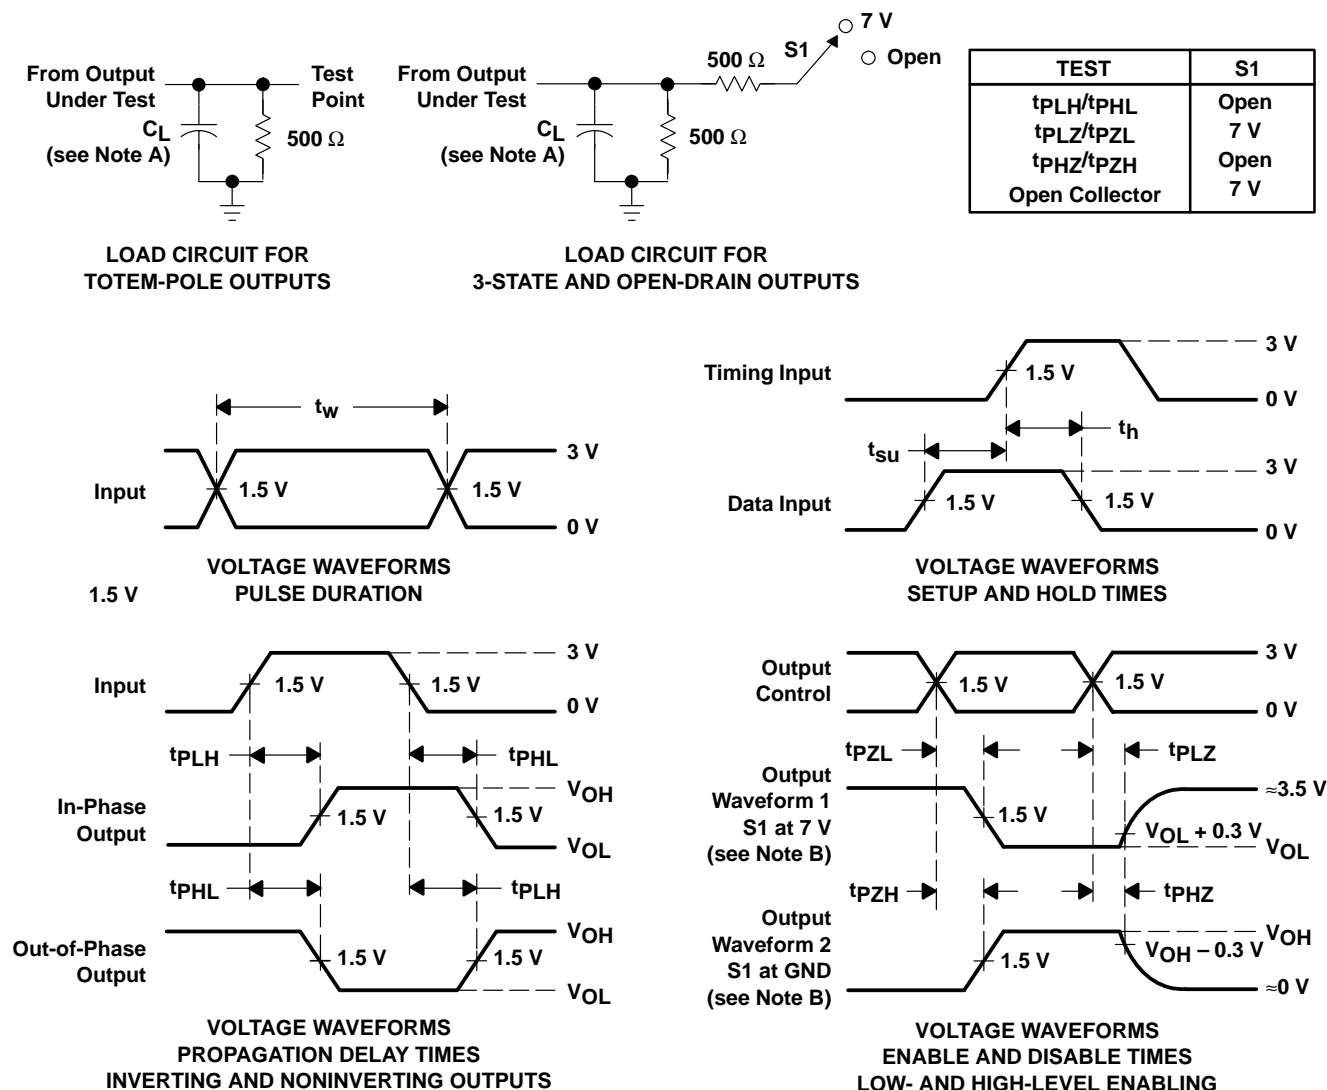 From Output
Under Test
Test
Point
CL
(see Note A)
500 Ω
LOAD CIRCUIT FOR
TOTEM-POLE OUTPUTS
From Output
Under Test
CL
(see Note A)
500 Ω
500 Ω
S1
7 V
Open
LOAD CIRCUIT FOR
3-STATE AND OPEN-DRAIN OUTPUTS
TEST S1
tPLH/tPHL Open
tPLZ/tPZL 7 V
tPHZ/tPZH Open
Open Collector 7 V
tw
Input
1.5 V
1.5 V
3 V
0 V
VOLTAGE WAVEFORMS
PULSE DURATION
1.5 V
Timing Input
1.5 V
3 V
0 V
tsu
th
Data Input
1.5 V
1.5 V
3 V
0 V
VOLTAGE WAVEFORMS
SETUP AND HOLD TIMES
Input
1.5 V
1.5 V
3 V
0 V
tPLH
tPHL
In-Phase
Output
1.5 V
1.5 V
VOH
VOL
tPHL
tPLH
Out-of-Phase
Output
1.5 V
1.5 V
VOH
VOL
VOLTAGE WAVEFORMS
PROPAGATION DELAY TIMES
INVERTING AND NONINVERTING OUTPUTS
Output
Control
1.5 V
1.5 V
3 V
0 V
tPZL
tPLZ
Output
Waveform 1
S1 at 7 V
(see Note B)
1.5 V
VOL + 0.3 V
≈3.5 V
VOL
tPZH
tPHZ
Output
Waveform 2
S1 at GND
(see Note B)
1.5 V
VOH – 0.3 V
VOH
≈0 V
VOLTAGE WAVEFORMS
ENABLE AND DISABLE TIMES
LOW- AND HIGH-LEVEL ENABLING